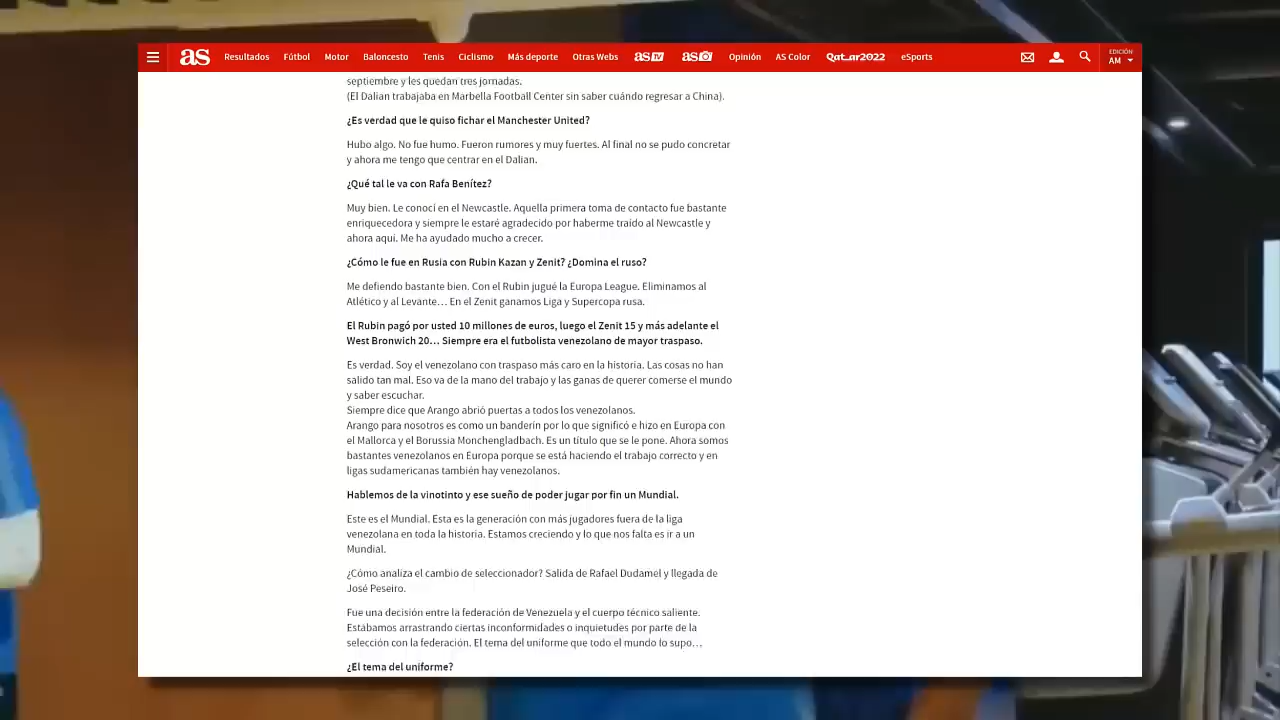 as
Resultados
Fútbol
Motor
Baloncesto
Tenis
Ciclismo
Más deporte
Otras Webs
as TV
as
Opinión
AS Color
Qatar2022
eSports
EDICIÓN
AM
septiembre y les quedan tres jornadas.
(El Dalian trabajaba en Marbella Football Center sin saber cuándo regresar a China).
¿Es verdad que le quiso fichar el Manchester United?
Hubo algo. No fue humo. Fueron rumores y muy fuertes. Al final no se pudo concretar
y ahora me tengo que centrar en el Dalian.
¿Qué tal le va con Rafa Benítez?
Muy bien. Le conocí en el Newcastle. Aquella primera toma de contacto fue bastante
enriquecedora y siempre le estaré agradecido por haberme traído al Newcastle y
ahora aquí. Me ha ayudado mucho a crecer.
¿Cómo le fue en Rusia con Rubin Kazan y Zenit? ¿Domina el ruso?
Me defiendo bastante bien. Con el Rubin jugué la Europa League. Eliminamos al
Atlético y al Levante… En el Zenit ganamos Liga y Supercopa rusa.
El Rubin pagó por usted 10 millones de euros, luego el Zenit 15 y más adelante el
West Bronwich 20… Siempre era el futbolista venezolano de mayor traspaso.
Es verdad. Soy el venezolano con traspaso más caro en la historia. Las cosas no han
salido tan mal. Eso va de la mano del trabajo y las ganas de querer comerse el mundo
y saber escuchar.
Siempre dice que Arango abrió puertas a todos los venezolanos.
Arango para nosotros es como un banderín por lo que significó e hizo en Europa con
el Mallorca y el Borussia Monchengladbach. Es un título que se le pone. Ahora somos
bastantes venezolanos en Europa porque se está haciendo el trabajo correcto y en
ligas sudamericanas también hay venezolanos.
Hablemos de la vinotinto y ese sueño de poder jugar por fin un Mundial.
Este es el Mundial. Esta es la generación con más jugadores fuera de la liga
venezolana en toda la historia. Estamos creciendo y lo que nos falta es ir a un
Mundial.
¿Cómo analiza el cambio de seleccionador? Salida de Rafael Dudamel y llegada de
José Peseiro.
Fue una decisión entre la federación de Venezuela y el cuerpo técnico saliente.
Estábamos arrastrando ciertas inconformidades o inquietudes por parte de la
selección con la federación. El tema del uniforme que todo el mundo lo supo…
¿El tema del uniforme?